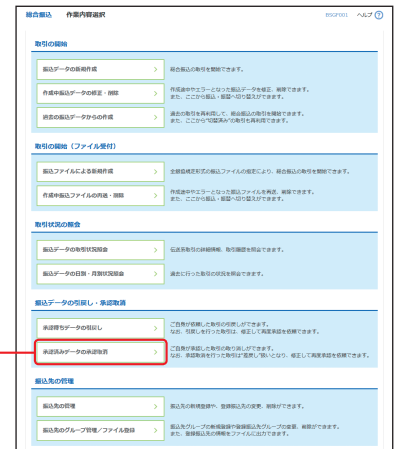 総合振込 作業内容選択 BSGF001 ヘルプ ?
取引の開始
振込データの新規作成 > 総合振込の取引を開始できます。
作成中振込データの修正・削除 > 作成途中やエラーとなった振込データを修正、削除できます。
また、ここから振込・振替へ切り替えができます。
過去の振込データからの作成 > 過去の取引を再利用して、総合振込の取引を開始できます。
また、ここから“切替済み”の取引も再利用できます。
取引の開始(ファイル受付)
振込ファイルによる新規作成 > 全銀協規定形式の振込ファイルの指定により、総合振込の取引を開始できます。
作成中振込ファイルの再送・削除 > 作成途中やエラーとなった振込ファイルを再送、削除できます。
また、ここから振込・振替へ切り替えができます。
取引状況の照会
振込データの取引状況照会 > 伝送系取引の詳細情報、取引履歴を照会できます。
振込データの日別・月別状況照会 > 過去に行った取引の状況を照会できます。
振込データの引戻し・承認取消
承認待ちデータの引戻し > ご自身が依頼した取引の引戻しができます。
なお、引戻しを行った取引は、修正して再度承認を依頼できます。
承認済みデータの承認取消 > ご自身が承認した取引の取り消しができます。
なお、承認取消を行った取引は“差戻し”扱いとなり、修正して再度承認を依頼できます。
振込先の管理
振込先の管理 > 振込先の新規登録や、登録振込先の変更、削除ができます。
振込先のグループ管理/ファイル登録 > 振込先グループの新規登録や登録振込先グループの変更、削除ができます。
また、登録振込先の情報をファイルに出力できます。